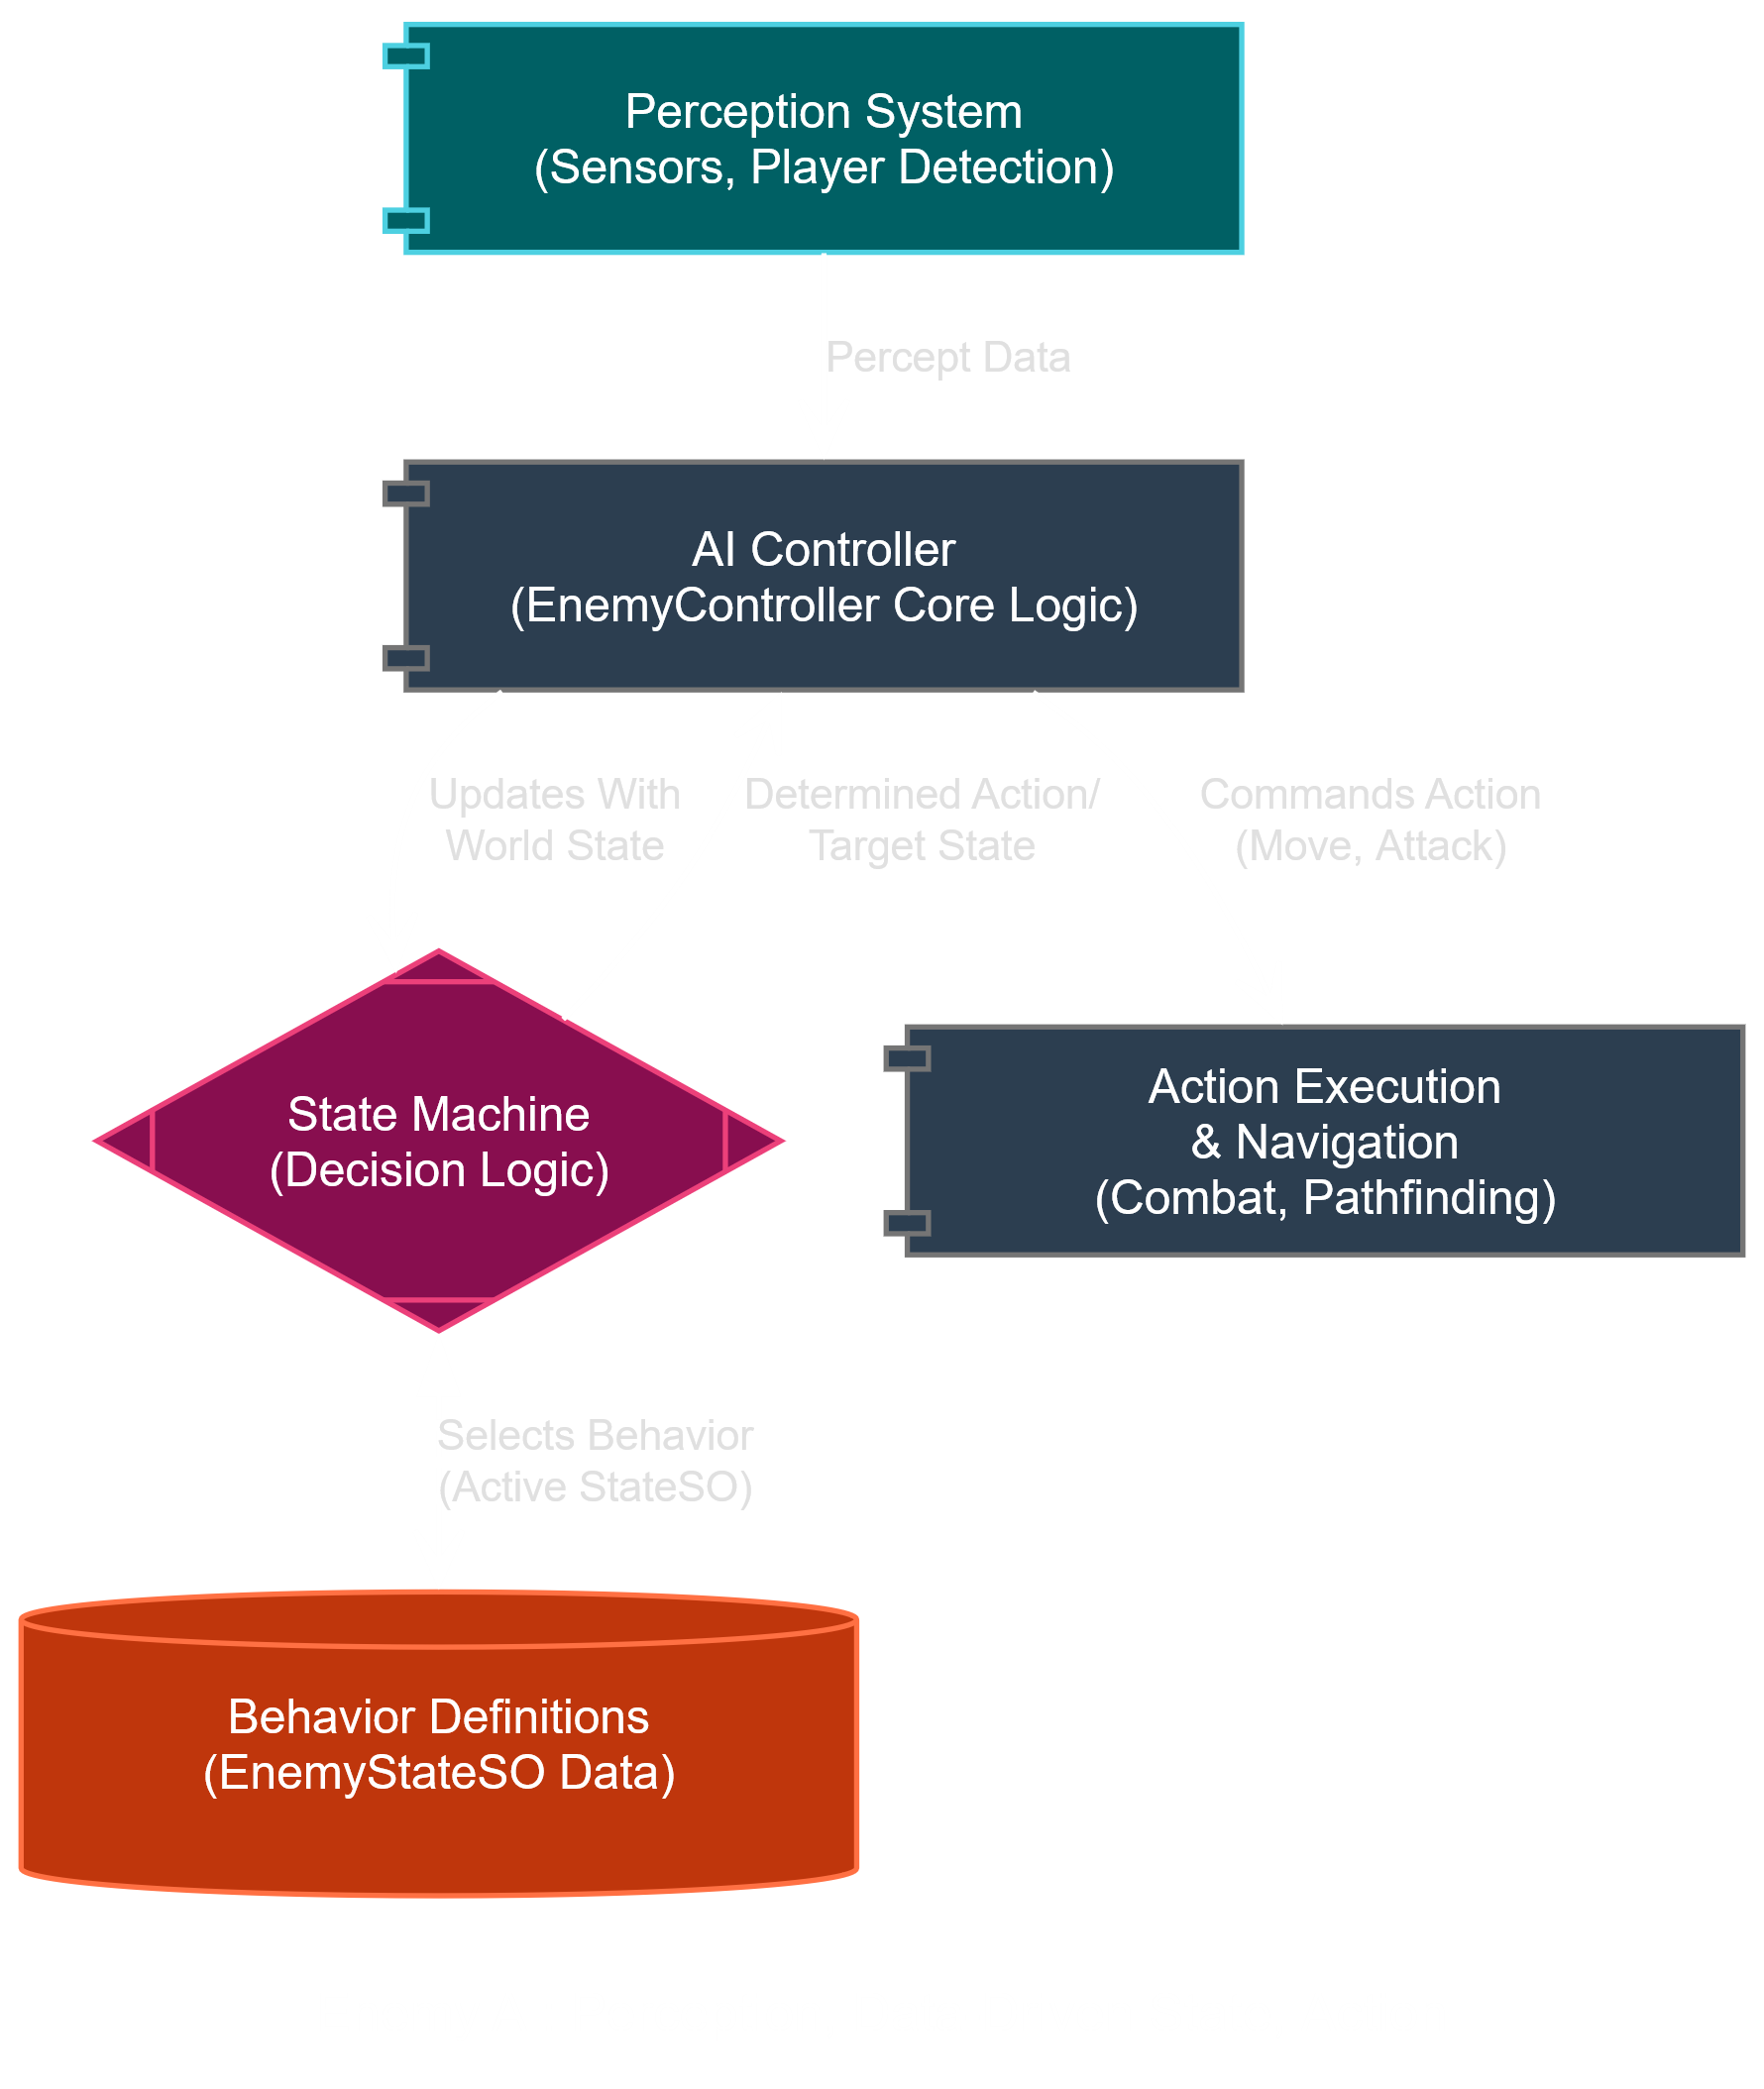 Perception System
(Sensors, Player Detection)
Percept Data
AI Controller
(EnemyController Core Logic)
Updates With
World State
Determined Action/
Target State
Commands Action
(Move, Attack)
State Machine
(Decision Logic)
Action Execution
& Navigation
(Combat, Pathfinding)
Selects Behavior
(Active StateSO)
Behavior Definitions
(EnemyStateSO Data)